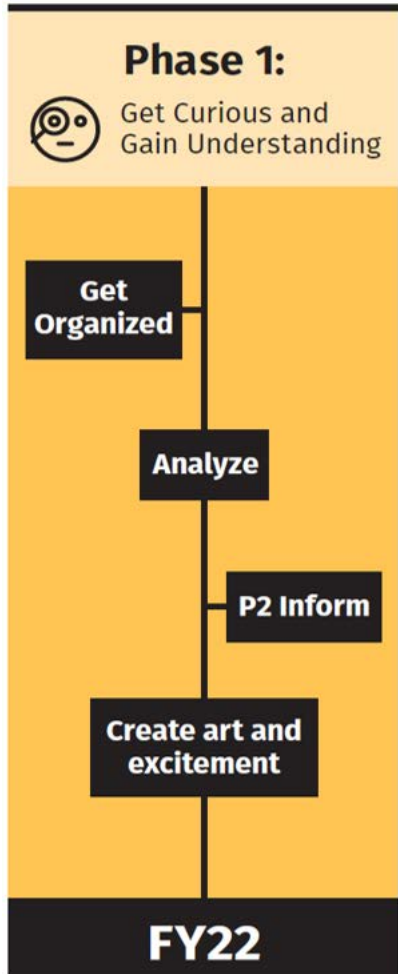 Phase 1:
Get Curious and
Gain Understanding
Get
Organized
Analyze
P2 Inform
Create art and
excitement
FY22